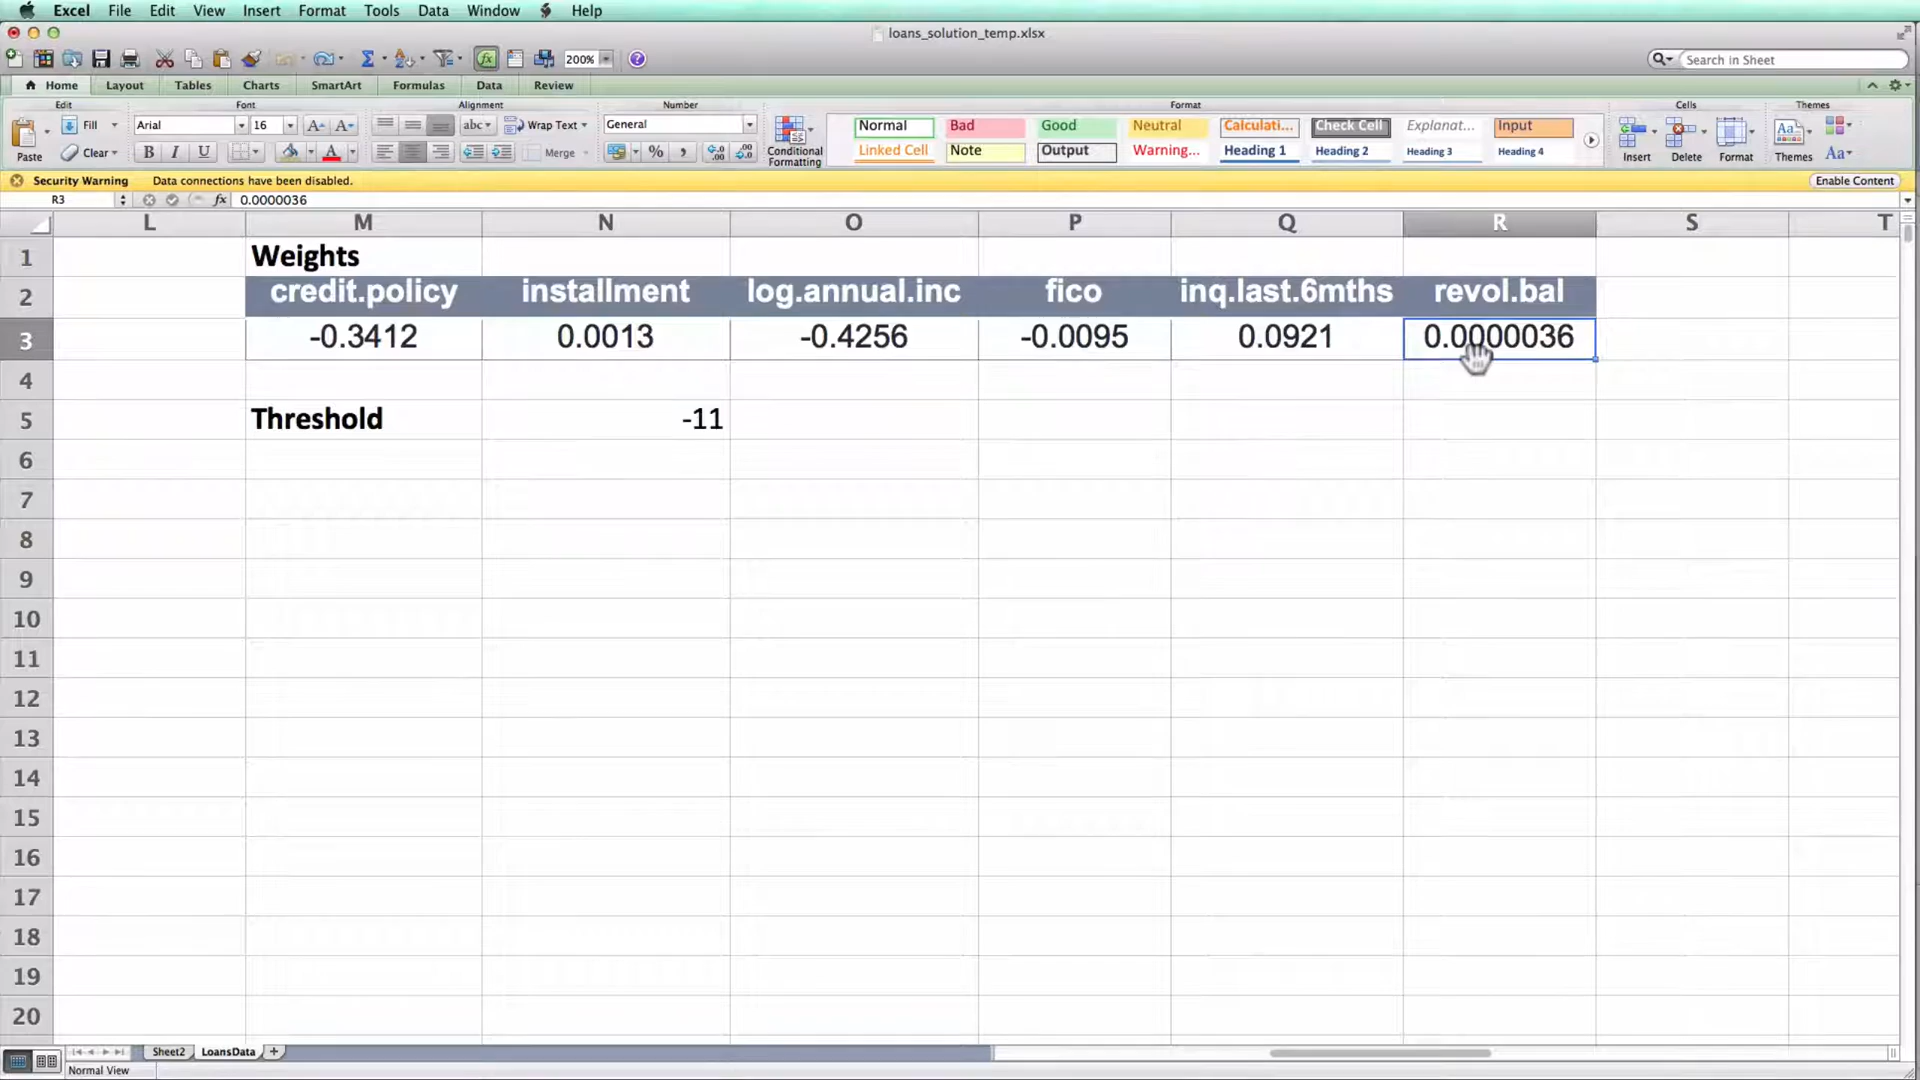 Excel File Edit View Insert Format Tools Data Window Help
loans_solution_temp.xlsx
200% Search in Sheet
Home Layout Tables Charts SmartArt Formulas Data Review
Edit Font Alignment Number Format Cells Themes
Fill Arial 16 abc Wrap Text General Normal Bad Good Neutral Calculati... Check Cell Explanat... Input
Paste Clear B I U Merge % Conditional Formatting Linked Cell Note Output Warning... Heading 1 Heading 2 Heading 3 Heading 4 Insert Delete Format Themes Aa
Security Warning Data connections have been disabled. Enable Content
R3 fx 0.0000036
L M N O P Q R S T
1 Weights
2 credit.policy installment log.annual.inc fico inq.last.6mths revol.bal
3 -0.3412 0.0013 -0.4256 -0.0095 0.0921 0.0000036
4
5 Threshold -11
6
7
8
9
10
11
12
13
14
15
16
17
18
19
20
Sheet2 LoansData
Normal View